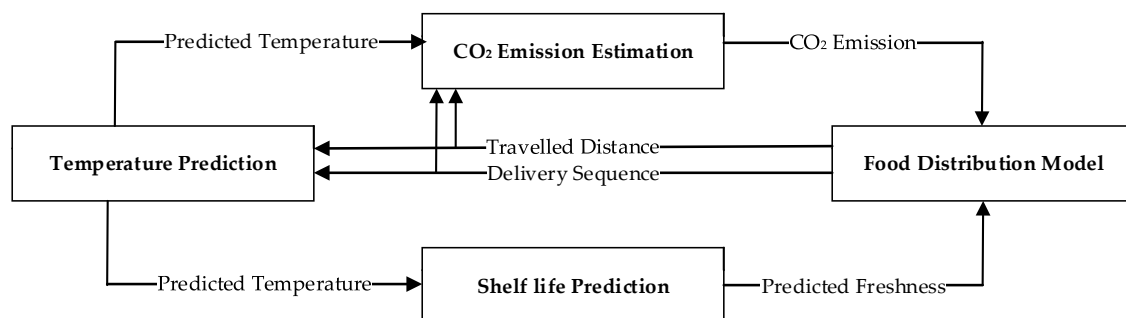 Predicted Temperature
CO₂ Emission Estimation
CO₂ Emission
Temperature Prediction
Travelled Distance
Delivery Sequence
Food Distribution Model
Predicted Temperature
Shelf life Prediction
Predicted Freshness